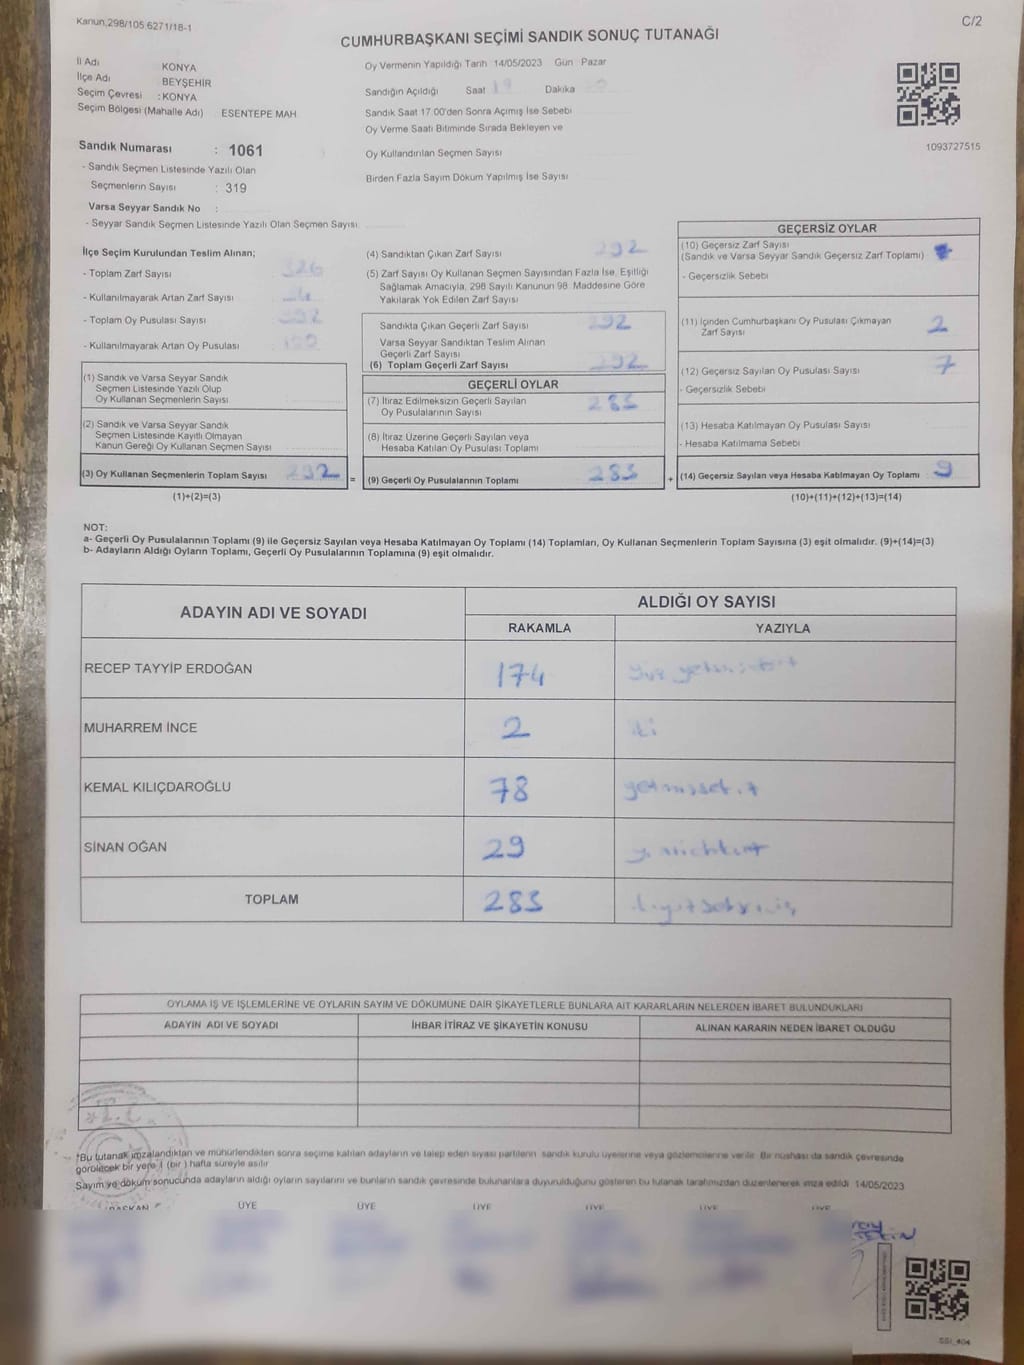 Kanun,298/105.6271/18-1
C/2
CUMHURBAŞKANI SEÇİMİ SANDIK SONUÇ TUTANAĞI
İl Adı KONYA
İlçe Adı BEYŞEHİR
Seçim Çevresi : KONYA
Seçim Bölgesi (Mahalle Adı) ESENTEPE MAH
Sandık Numarası : 1061
- Sandık Seçmen Listesinde Yazılı Olan
Seçmenlerin Sayısı : 319
Varsa Seyyar Sandık No :
- Seyyar Sandık Seçmen Listesinde Yazılı Olan Seçmen Sayısı
Oy Vermenin Yapıldığı Tarih 14/05/2023 Gün Pazar
Sandığın Açıldığı Saat Dakika
Sandık Saat 17.00'den Sonra Açımış İse Sebebi
Oy Verme Saati Bitiminde Sırada Bekleyen ve
Oy Kullandırılan Seçmen Sayısı
Birden Fazla Sayım Döküm Yapılmış İse Sayısı
1093727515
İlçe Seçim Kurulundan Teslim Alınan;
- Toplam Zarf Sayısı 326
- Kullanılmayarak Artan Zarf Sayısı
- Toplam Oy Pusulası Sayısı
- Kullanılmayarak Artan Oy Pusulası
(1) Sandık ve Varsa Seyyar Sandık
Seçmen Listesinde Yazılı Olup
Oy Kullanan Seçmenlerin Sayısı
(2) Sandık ve Varsa Seyyar Sandık
Seçmen Listesinde Kayıtlı Olmayan
Kanun Gereği Oy Kullanan Seçmen Sayısı
(3) Oy Kullanan Seçmenlerin Toplam Sayısı 292 =
(1)+(2)=(3)
(4) Sandıktan Çıkan Zarf Sayısı 292
(5) Zarf Sayısı Oy Kullanan Seçmen Sayısından Fazla İse, Eşitliği
Sağlamak Amacıyla, 298 Sayılı Kanunun 98. Maddesine Göre
Yakılarak Yok Edilen Zarf Sayısı
Sandıkta Çıkan Geçerli Zarf Sayısı 292
Varsa Seyyar Sandıktan Teslim Alınan
Geçerli Zarf Sayısı
(6) Toplam Geçerli Zarf Sayısı 292
GEÇERLİ OYLAR
(7) İtiraz Edilmeksizin Geçerli Sayılan
Oy Pusulalarının Sayısı 283
(8) İtiraz Üzerine Geçerli Sayılan veya
Hesaba Katılan Oy Pusulası Toplamı
(9) Geçerli Oy Pusulalarının Toplamı 283 +
GEÇERSİZ OYLAR
(10) Geçersiz Zarf Sayısı
(Sandık ve Varsa Seyyar Sandık Geçersiz Zarf Toplamı)
- Geçersizlik Sebebi
(11) İçinden Cumhurbaşkanı Oy Pusulası Çıkmayan
Zarf Sayısı 2
(12) Geçersiz Sayılan Oy Pusulası Sayısı 7
- Geçersizlik Sebebi
(13) Hesaba Katılmayan Oy Pusulası Sayısı
- Hesaba Katılmama Sebebi
(14) Geçersiz Sayılan veya Hesaba Katılmayan Oy Toplamı 9
(10)+(11)+(12)+(13)=(14)
NOT:
a- Geçerli Oy Pusulalarının Toplamı (9) ile Geçersiz Sayılan veya Hesaba Katılmayan Oy Toplamı (14) Toplamları, Oy Kullanan Seçmenlerin Toplam Sayısına (3) eşit olmalıdır. (9)+(14)=(3)
b- Adayların Aldığı Oyların Toplamı, Geçerli Oy Pusulalarının Toplamına (9) eşit olmalıdır.
ADAYIN ADI VE SOYADI
ALDIĞI OY SAYISI
RAKAMLA YAZIYLA
RECEP TAYYİP ERDOĞAN 174
MUHARREM İNCE 2 iki
KEMAL KILIÇDAROĞLU 78
SİNAN OĞAN 29
TOPLAM 283
OYLAMA İŞ VE İŞLEMLERİNE VE OYLARIN SAYIM VE DÖKÜMÜNE DAİR ŞİKAYETLERLE BUNLARA AİT KARARLARIN NELERDEN İBARET BULUNDUKLARI
ADAYIN ADI VE SOYADI İHBAR İTİRAZ VE ŞİKAYETİN KONUSU ALINAN KARARIN NEDEN İBARET OLDUĞU
*Bu tutanak imzalandıktan ve mühürlendikten sonra seçime katılan adayların ve talep eden siyasi partilerin sandık kurulu üyelerine veya gözlemcilerine verilir. Bir nüshası da sandık çevresinde
görülecek bir yere 1 (bir) hafta süreyle asılır
Sayım ve döküm sonucunda adayların aldığı oyların sayılarını ve bunların sandık çevresinde bulunanlara duyurulduğunu gösteren bu tutanak tarafımızdan düzenlenerek imza edildi 14/05/2023
BAŞKAN ÜYE ÜYE ÜYE ÜYE ÜYE ÜYE